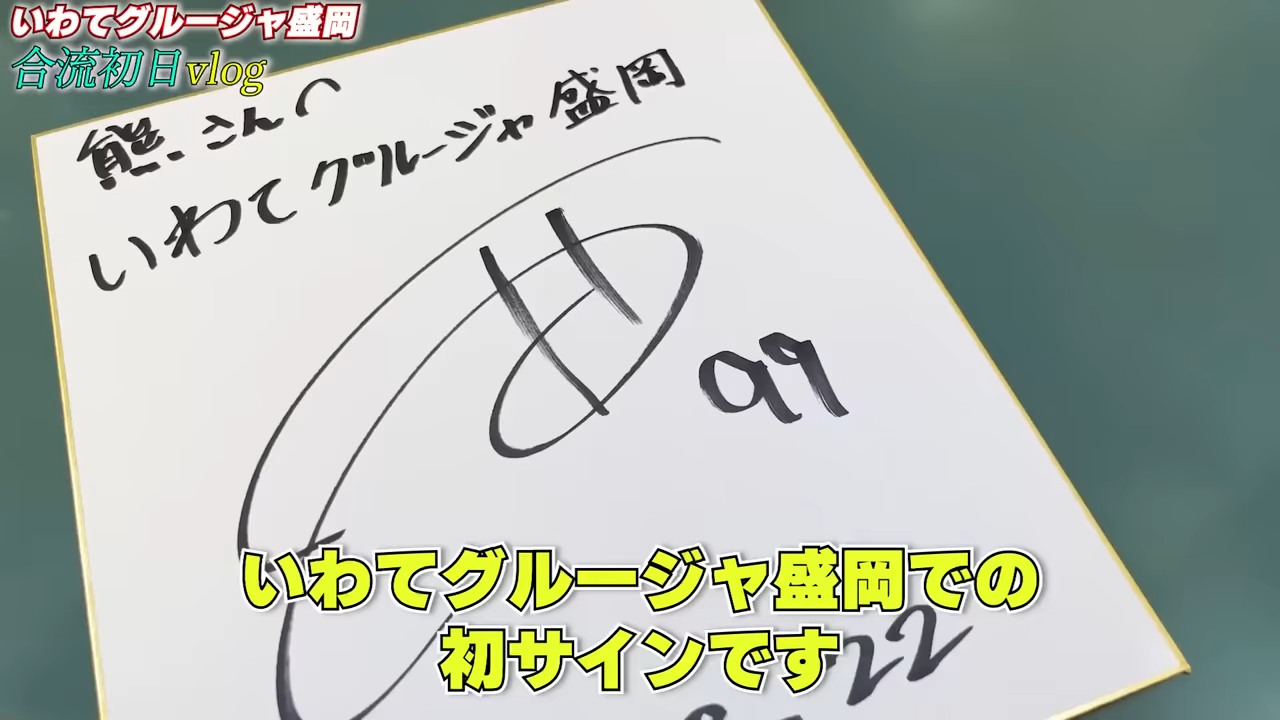 いわてグルージャ盛岡
合流初日vlog
熊さんへ
いわてグルージャ盛岡
99
いわてグルージャ盛岡での
初サインです
22